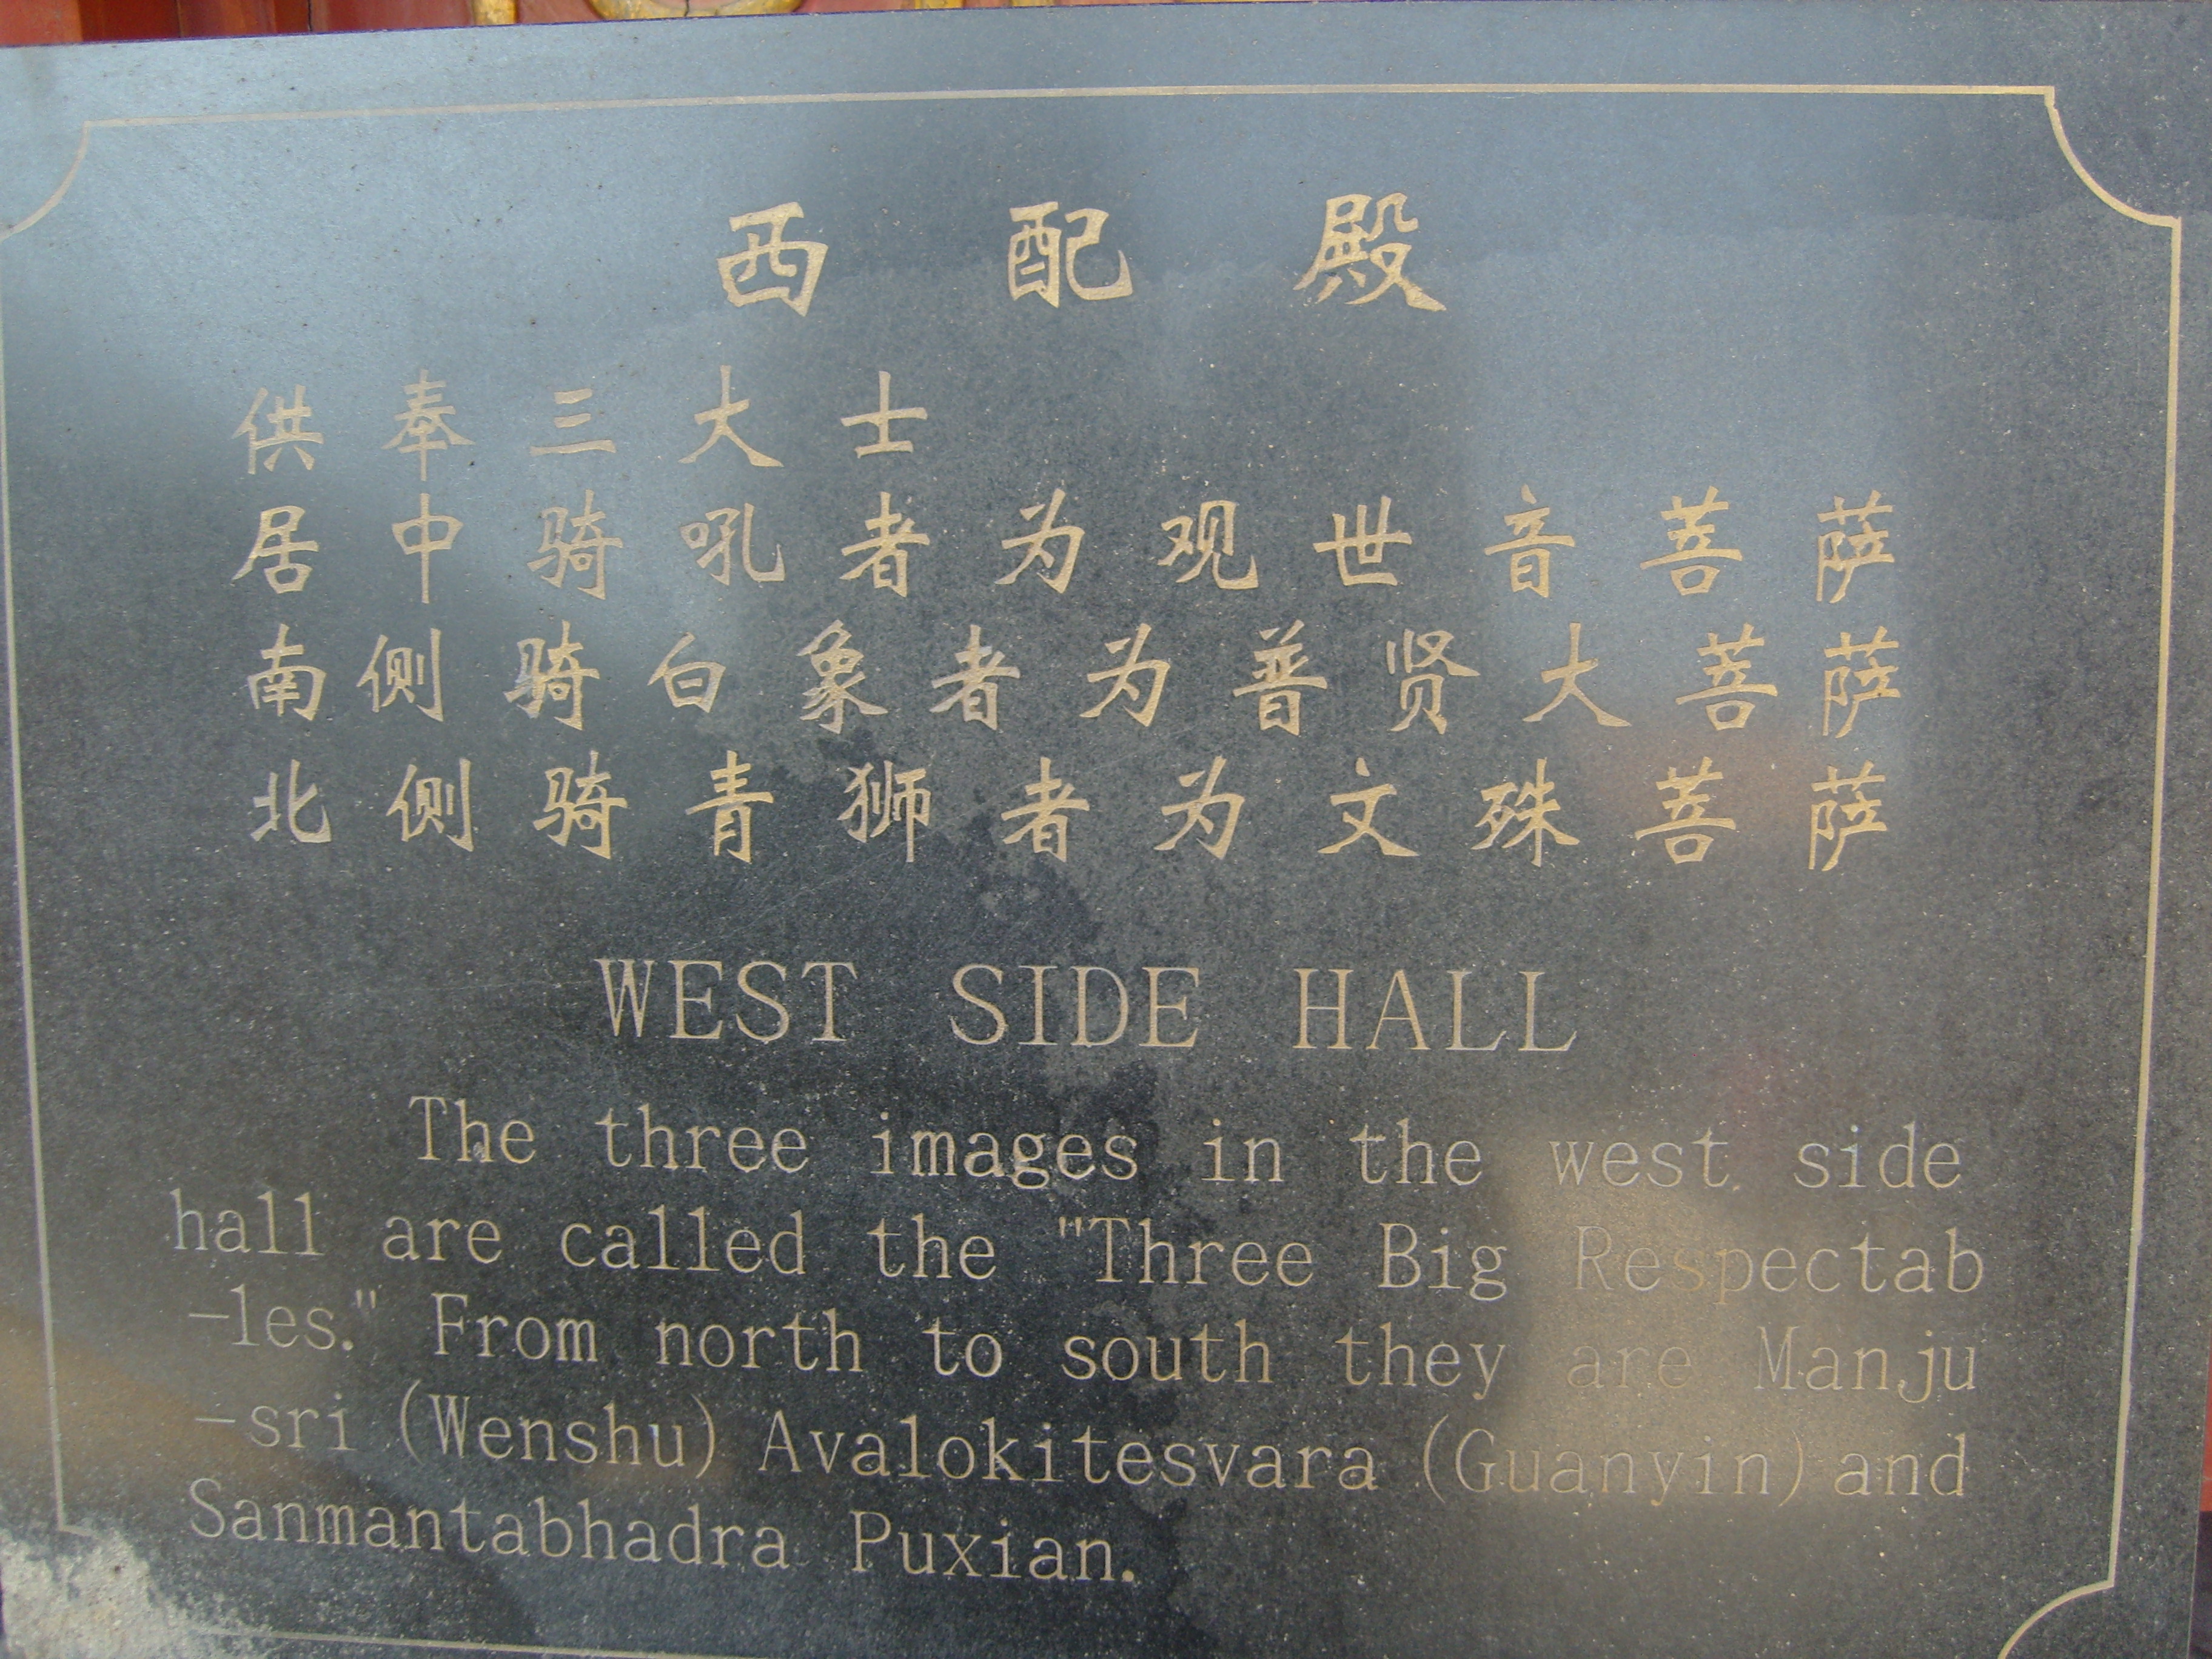 西配殿
供奉三大士
居中骑吼者为观世音菩萨
南侧骑白象者为普贤大菩萨
北侧骑青狮者为文殊菩萨
WEST SIDE HALL
The three images in the west side
hall are called the "Three Big Respectab
-les." From north to south they are Manju
-sri (Wenshu) Avalokitesvara (Guanyin) and
Sanmantabhadra Puxian.